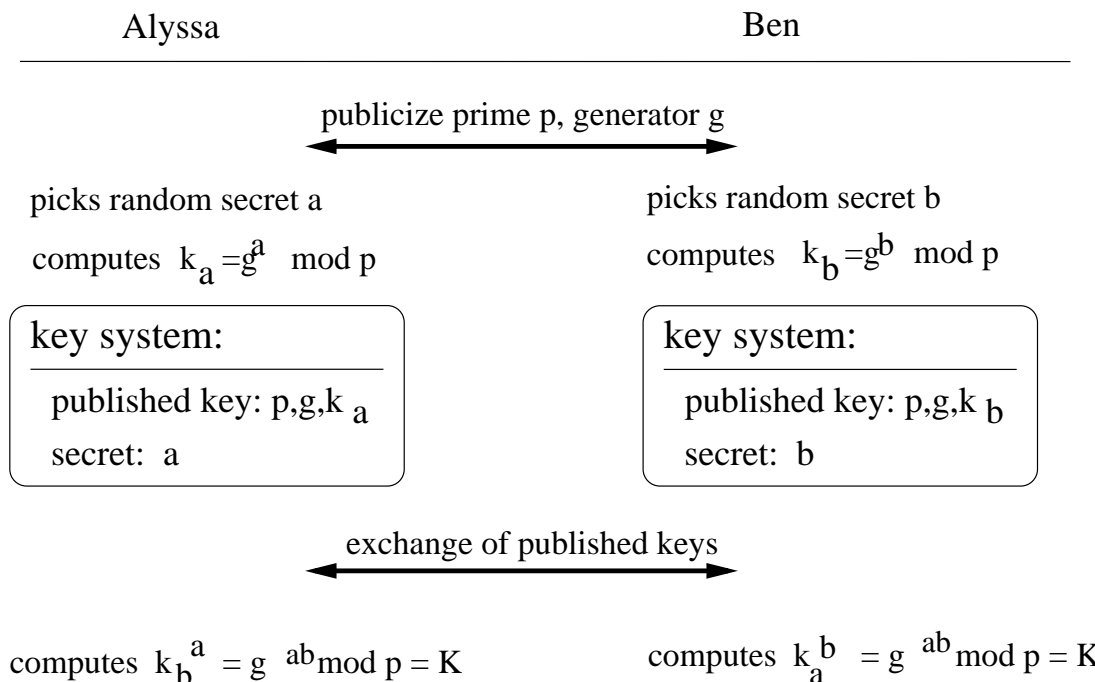 Alyssa Ben
publicize prime p, generator g
picks random secret a
computes k_a =g^a mod p
picks random secret b
computes k_b =g^b mod p
key system:
published key: p,g,k_a
secret: a
key system:
published key: p,g,k_b
secret: b
exchange of published keys
computes k_b^a = g^ab mod p = K
computes k_a^b = g^ab mod p = K